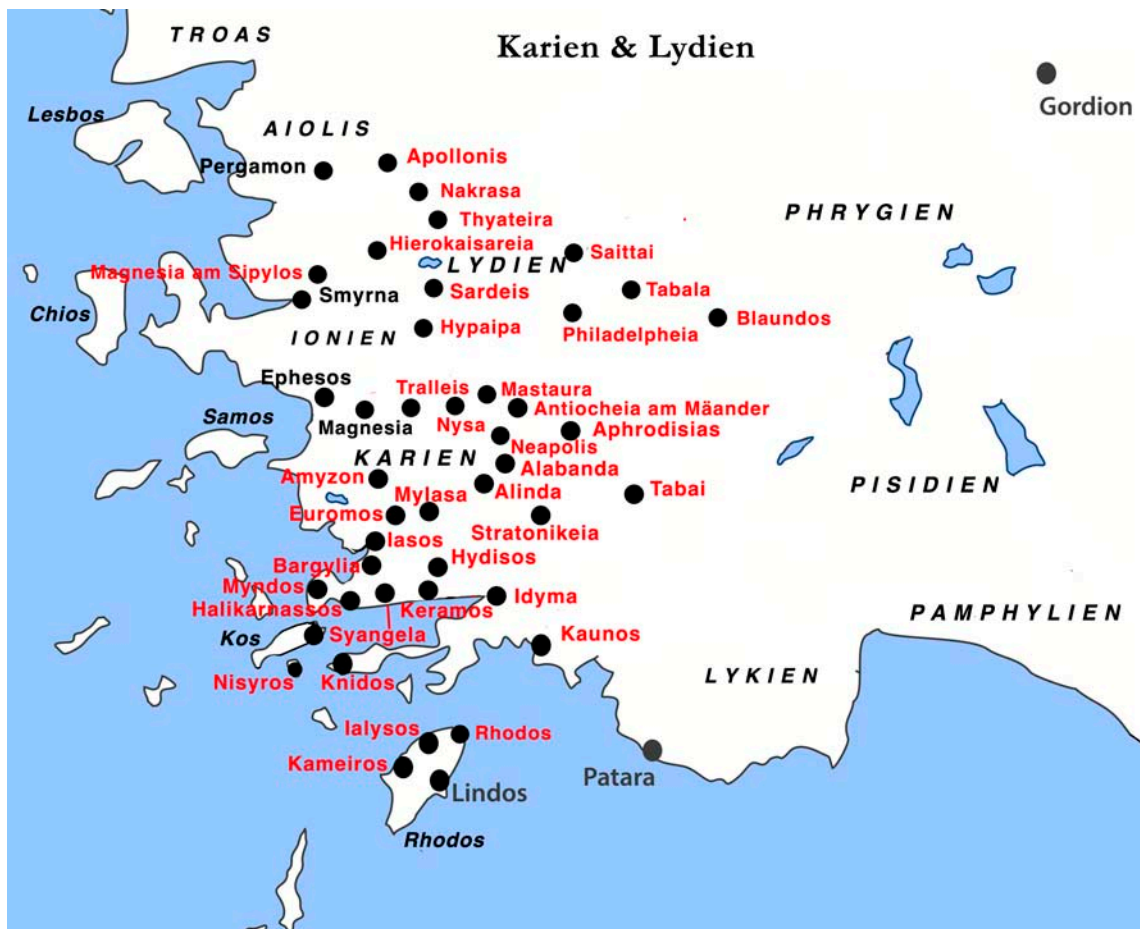 TROAS
Karien & Lydien
Gordion
Lesbos
AIOLIS
Pergamon
Apollonis
Nakrasa
Thyateira
PHRYGIEN
Hierokaisareia
Saittai
LYDIEN
Magnesia am Sipylos
Smyrna
Sardeis
Tabala
Chios
Hypaipa
Philadelpheia
Blaundos
IONIEN
Ephesos
Tralleis
Mastaura
Samos
Magnesia
Nysa
Antiocheia am Mäander
Aphrodisias
Neapolis
KARIEN
Alabanda
Amyzon
Mylasa
Alinda
Tabai
PISIDIEN
Euromos
Stratonikeia
Iasos
Bargylia
Hydisos
Myndos
Halikarnassos
Keramos
Idyma
PAMPHYLIEN
Kos
Syangela
Kaunos
Nisyros
Knidos
LYKIEN
Ialysos
Rhodos
Kameiros
Lindos
Patara
Rhodos